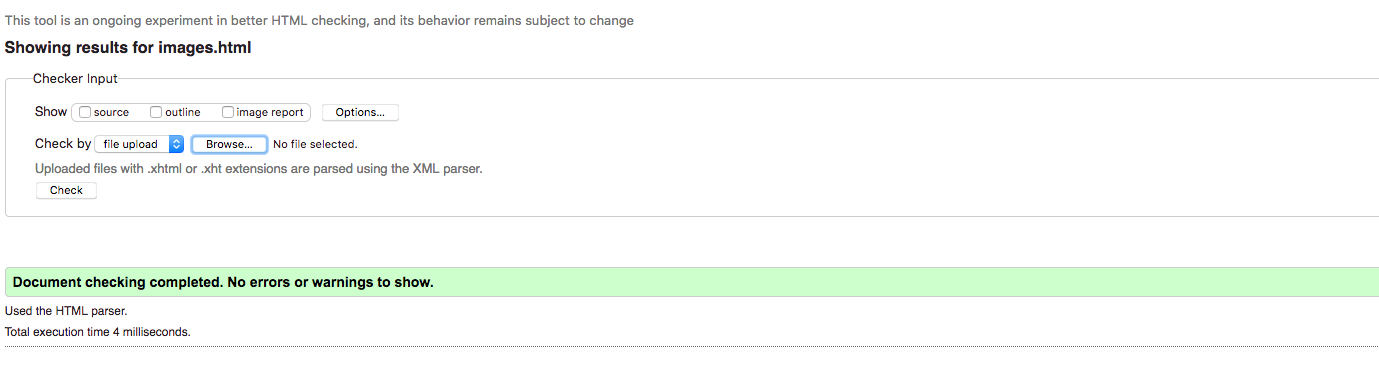 This tool is an ongoing experiment in better HTML checking, and its behavior remains subject to change
Showing results for images.html
Checker Input
Show source outline image report Options...
Check by file upload Browse... No file selected.
Uploaded files with .xhtml or .xht extensions are parsed using the XML parser.
Check
Document checking completed. No errors or warnings to show.
Used the HTML parser.
Total execution time 4 milliseconds.